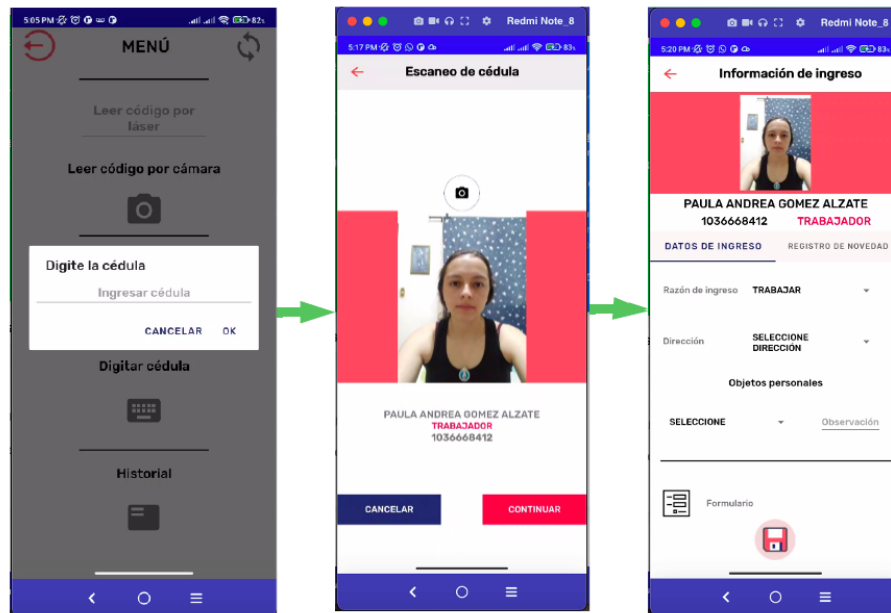 5:05 PM
82%
MENÚ
Leer código por
láser
Leer código por cámara
Digite la cédula
Ingresar cédula
CANCELAR OK
Digitar cédula
Historial
Redmi Note_8
5:17 PM
83%
Escaneo de cédula
PAULA ANDREA GOMEZ ALZATE
TRABAJADOR
1036668412
CANCELAR CONTINUAR
Redmi Note_8
5:20 PM
83%
Información de ingreso
PAULA ANDREA GOMEZ ALZATE
1036668412 TRABAJADOR
DATOS DE INGRESO REGISTRO DE NOVEDAD
Razón de ingreso TRABAJAR
Dirección SELECCIONE
DIRECCIÓN
Objetos personales
SELECCIONE Observación
Formulario